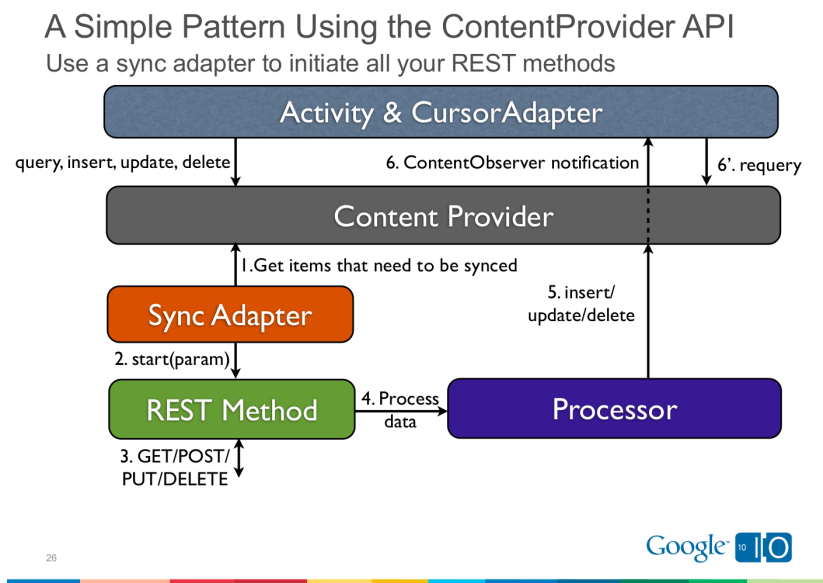 A Simple Pattern Using the ContentProvider API
Use a sync adapter to initiate all your REST methods
Activity & CursorAdapter
query, insert, update, delete
6. ContentObserver notification
6’. requery
Content Provider
1.Get items that need to be synced
5. insert/
update/delete
Sync Adapter
2. start(param)
REST Method
4. Process
data
Processor
3. GET/POST/
PUT/DELETE
26
Google 10 IO